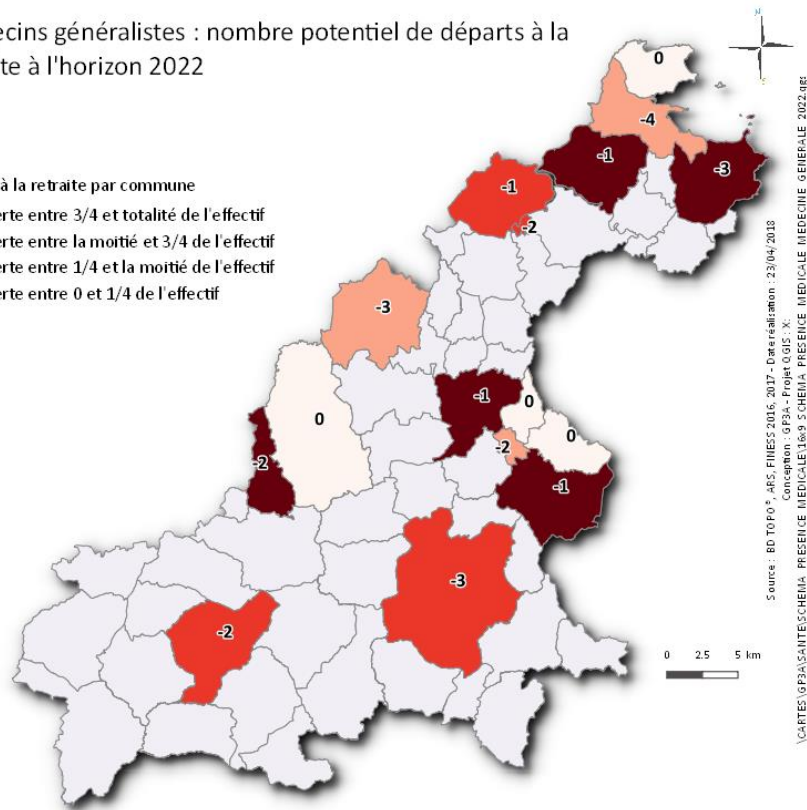 ecins généralistes : nombre potentiel de départs à la
te à l'horizon 2022
N
S
à la retraite par commune
erte entre 3/4 et totalité de l'effectif
erte entre la moitié et 3/4 de l'effectif
erte entre 1/4 et la moitié de l'effectif
erte entre 0 et 1/4 de l'effectif
0
-4
-1
-3
-1
-2
-3
-1
0
0
0
-2
-2
-1
-3
-2
0 2.5 5 km
Source : BD TOPO®, ARS, FINESS 2016, 2017 - Date réalisation : 23/04/2018
Conception : GP3A - Projet QGIS : X:
\CARTES\GP3A\SANTE\SCHEMA PRESENCE MEDICALE\16x9 SCHEMA PRESENCE MEDICALE MEDECINE GENERALE 2022.qgs